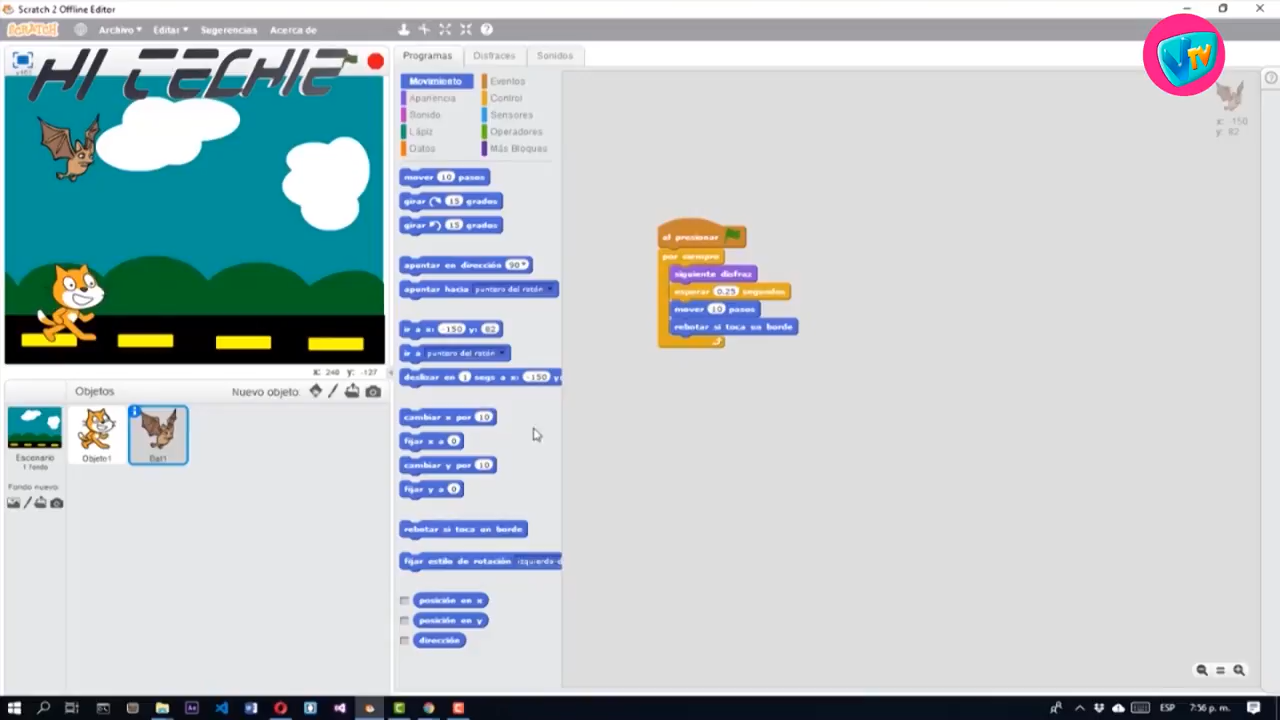 Scratch 2 Offline Editor
SCRATCH
Archivo Editar Sugerencias Acerca de
HI TECHIE
TV
Programas Disfraces Sonidos
Movimiento Eventos
Apariencia Control
Sonido Sensores
Lápiz Operadores
Datos Más Bloques
x: -150
y: 82
mover 10 pasos
girar 15 grados
girar 15 grados
apuntar en dirección 90
apuntar hacia puntero del ratón
ir a x: -150 y: 82
ir a puntero del ratón
deslizar en 1 segs a x: -150 y:
cambiar x por 10
fijar x a 0
cambiar y por 10
fijar y a 0
rebotar si toca un borde
fijar estilo de rotación
posición en x
posición en y
dirección
al presionar
por siempre
siguiente disfraz
esperar 0.25 segundos
mover 10 pasos
rebotar si toca un borde
x: 240 y: -127
Objetos Nuevo objeto:
Escenario
1 fondo
Fondo nuevo:
Objeto1
Bat1
ESP 7:56 p. m.